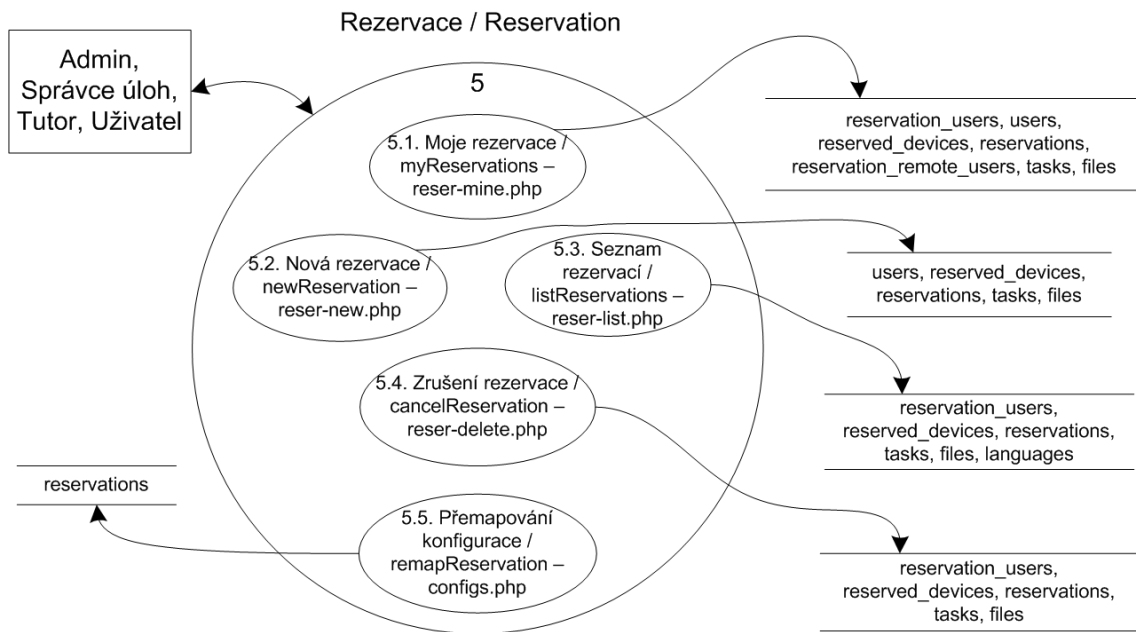 Rezervace / Reservation
Admin,
Správce úloh,
Tutor, Uživatel
5
5.1. Moje rezervace /
myReservations –
reser-mine.php
reservation_users, users,
reserved_devices, reservations,
reservation_remote_users, tasks, files
5.2. Nová rezervace /
newReservation –
reser-new.php
5.3. Seznam
rezervací /
listReservations –
reser-list.php
users, reserved_devices,
reservations, tasks, files
5.4. Zrušení rezervace /
cancelReservation –
reser-delete.php
reservation_users,
reserved_devices, reservations,
tasks, files, languages
reservations
5.5. Přemapování
konfigurace /
remapReservation –
configs.php
reservation_users,
reserved_devices, reservations,
tasks, files